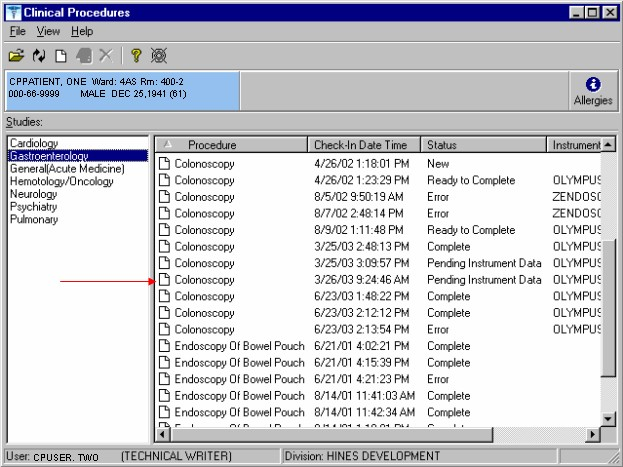 Clinical Procedures
File View Help
CPPATIENT, ONE Ward: 4AS Rm: 400-2
000-66-9999 MALE DEC 25,1941 (61)
Allergies
Studies:
Cardiology
Gastroenterology
General(Acute Medicine)
Hemotology/Oncology
Neurology
Psychiatry
Pulmonary
Procedure Check-In Date Time Status Instrument
Colonoscopy 4/26/02 1:18:01 PM New
Colonoscopy 4/26/02 1:23:29 PM Ready to Complete OLYMPUS
Colonoscopy 8/5/02 9:50:19 AM Error ZENDOSC
Colonoscopy 8/7/02 2:48:14 PM Error ZENDOSC
Colonoscopy 8/9/02 1:11:48 PM Ready to Complete OLYMPUS
Colonoscopy 3/25/03 2:48:13 PM Complete OLYMPUS
Colonoscopy 3/25/03 3:09:57 PM Pending Instrument Data OLYMPUS
Colonoscopy 3/26/03 9:24:46 AM Pending Instrument Data OLYMPUS
Colonoscopy 6/23/03 1:48:22 PM Complete OLYMPUS
Colonoscopy 6/23/03 2:12:12 PM Complete OLYMPUS
Colonoscopy 6/23/03 2:13:54 PM Error OLYMPUS
Endoscopy Of Bowel Pouch 6/21/01 4:02:21 PM Complete
Endoscopy Of Bowel Pouch 6/21/01 4:15:39 PM Complete
Endoscopy Of Bowel Pouch 6/21/01 4:21:23 PM Error
Endoscopy Of Bowel Pouch 8/14/01 11:41:03 AM Complete
Endoscopy Of Bowel Pouch 8/14/01 11:42:34 AM Complete
User: CPUSER, TWO (TECHNICAL WRITER) Division: HINES DEVELOPMENT